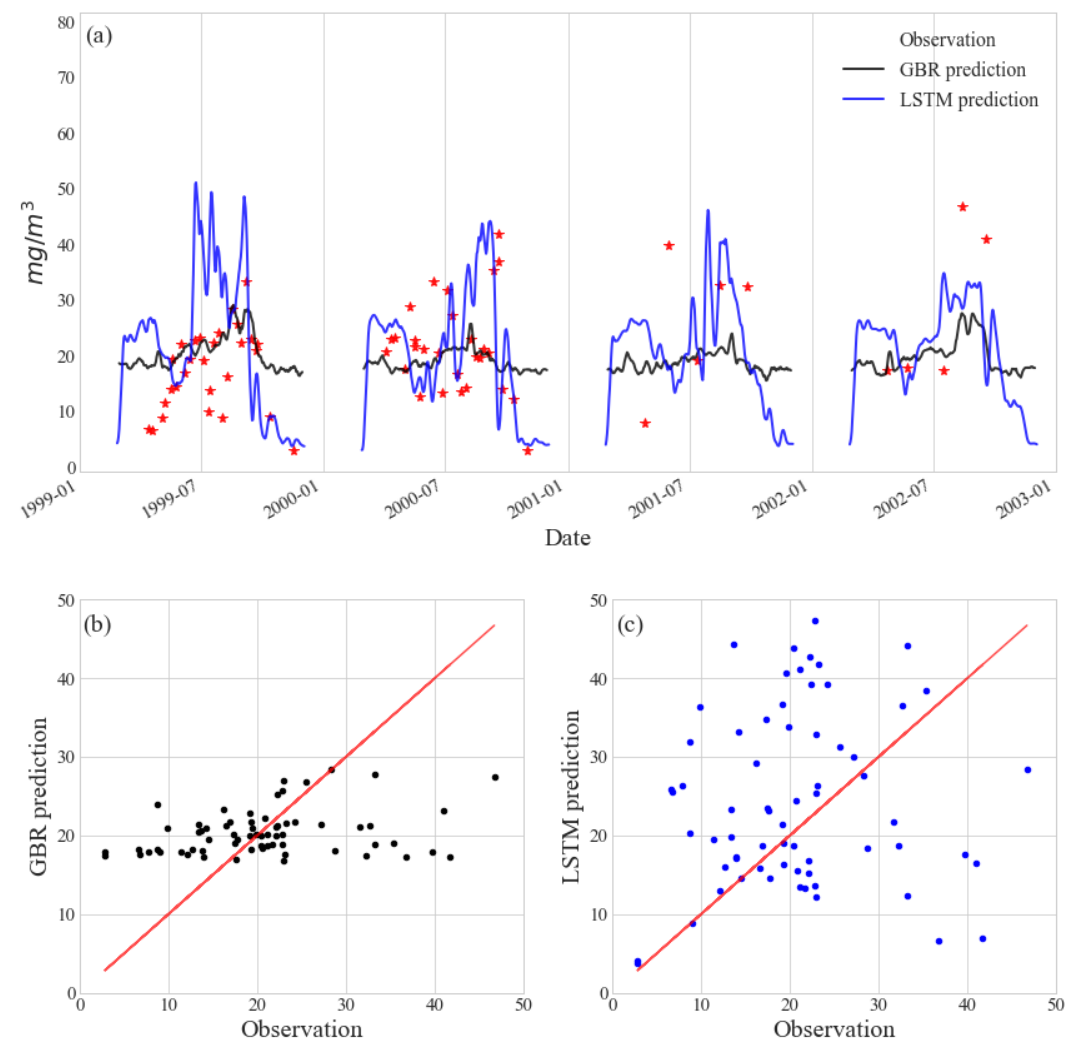 (a)
Observation
GBR prediction
LSTM prediction
80
70
60
50
40
30
20
10
0
mg/m³
1999-01
1999-07
2000-01
2000-07
2001-01
2001-07
2002-01
2002-07
2003-01
Date
(b)
50
40
30
20
10
0
GBR prediction
0 10 20 30 40 50
Observation
(c)
50
40
30
20
10
0
LSTM prediction
0 10 20 30 40 50
Observation